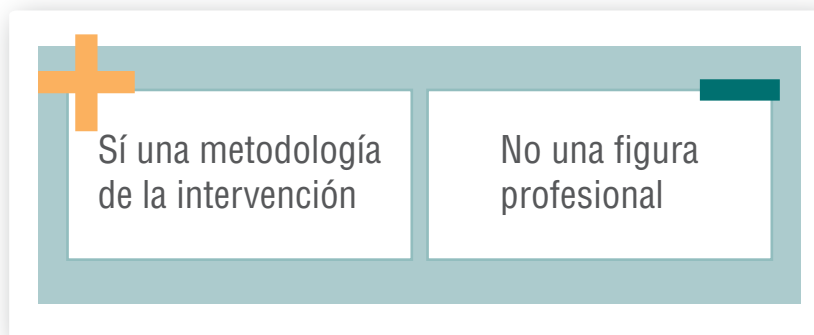 Sí una metodología
de la intervención
No una figura
profesional